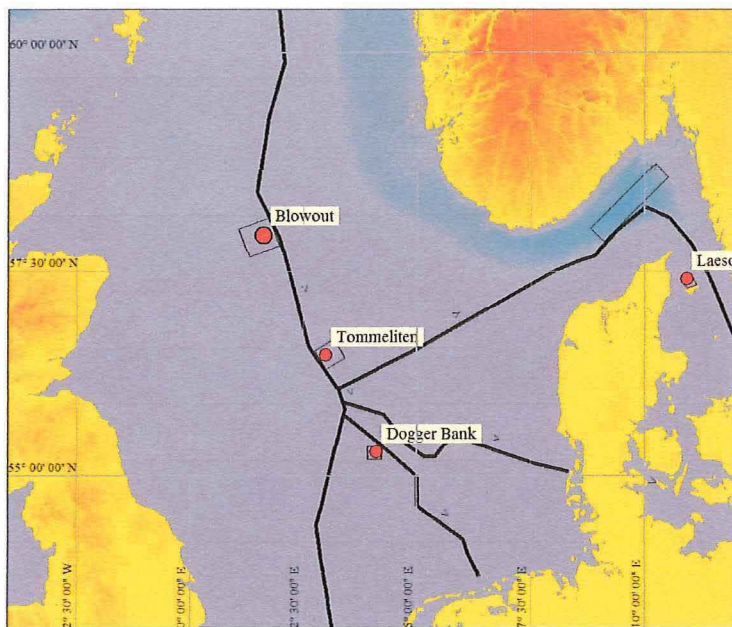 60° 00' 00" N
Blowout
57° 30' 00" N
Laeso
Tommeliten
Dogger Bank
55° 00' 00" N
2° 30' 00" W
0° 00' 00" E
2° 30' 00" E
5° 00' 00" E
7° 30' 00" E
10° 00' 00" E